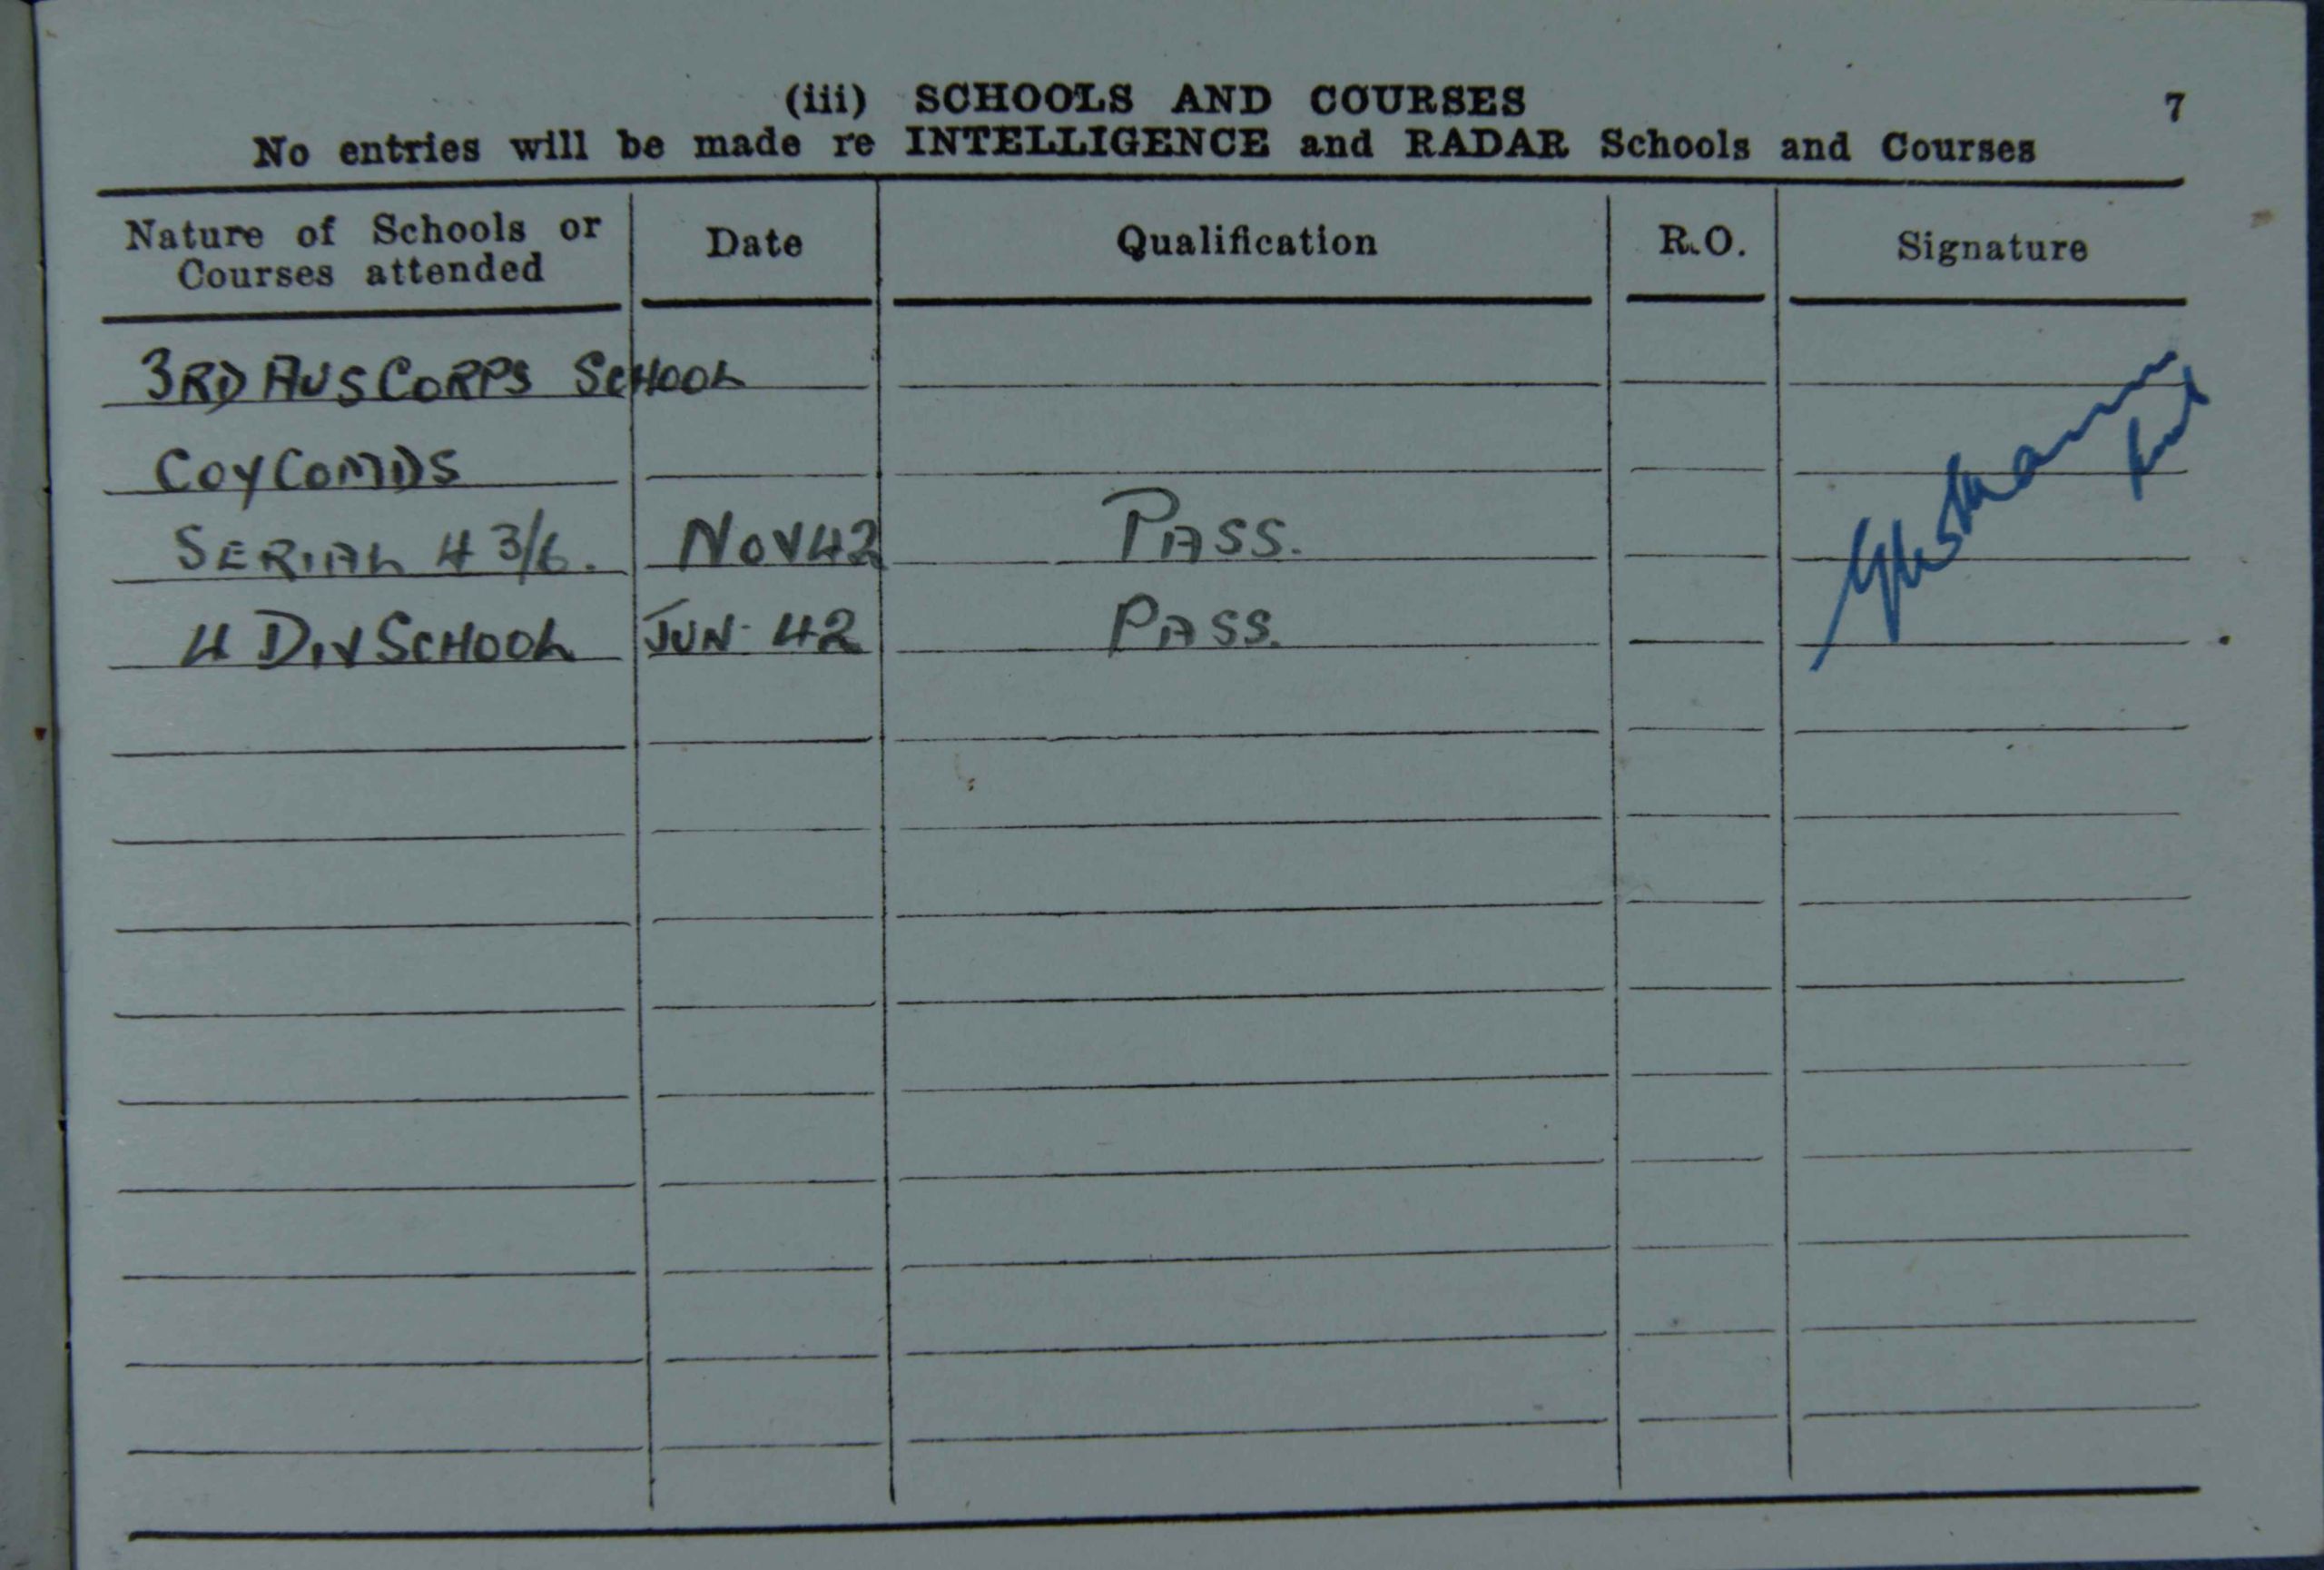 (iii) SCHOOLS AND COURSES 7
No entries will be made re INTELLIGENCE and RADAR Schools and Courses
Nature of Schools or Courses attended Date Qualification R.O. Signature
3RD AUS CORPS SCHOOL
COY COMDS
SERIAL 43/6. NOV 42 PASS.
4 DIV SCHOOL JUN 42 PASS.